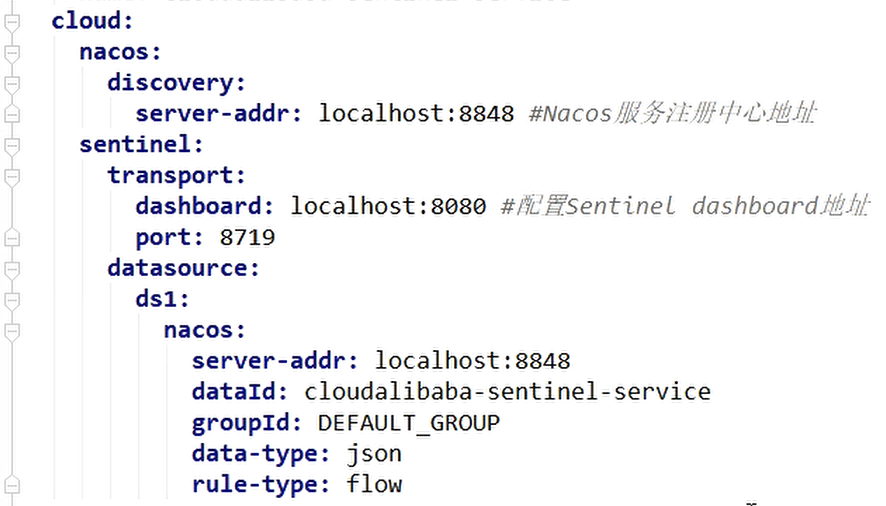 cloud:
nacos:
discovery:
server-addr: localhost:8848 #Nacos服务注册中心地址
sentinel:
transport:
dashboard: localhost:8080 #配置Sentinel dashboard地址
port: 8719
datasource:
ds1:
nacos:
server-addr: localhost:8848
dataId: cloudalibaba-sentinel-service
groupId: DEFAULT_GROUP
data-type: json
rule-type: flow